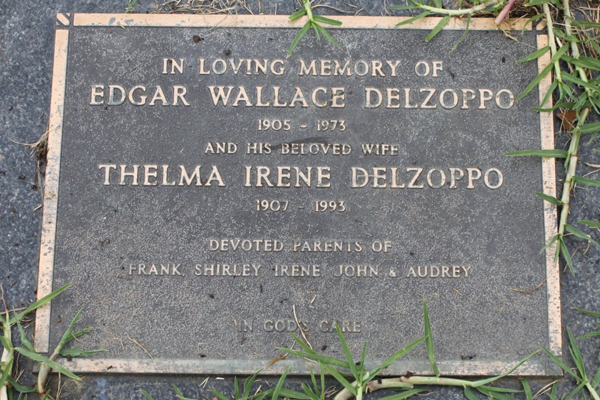 IN LOVING MEMORY OF
EDGAR WALLACE DELZOPPO
1905 - 1973
AND HIS BELOVED WIFE
THELMA IRENE DELZOPPO
1907 - 1993
DEVOTED PARENTS OF
FRANK, SHIRLEY, IRENE, JOHN & AUDREY
IN GOD'S CARE